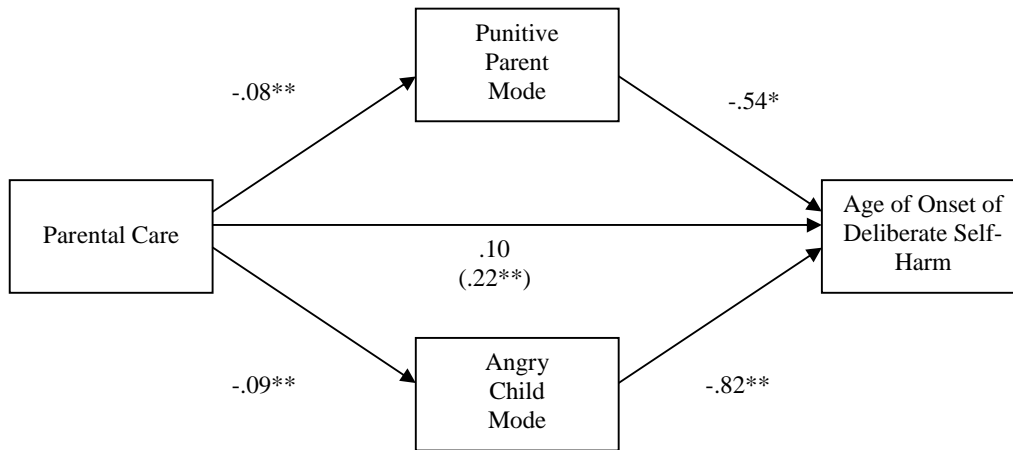 Punitive
Parent
Mode
-.08**
-.54*
Parental Care
Age of Onset of
Deliberate Self-
Harm
.10
(.22**)
Angry
Child
Mode
-.09**
-.82**